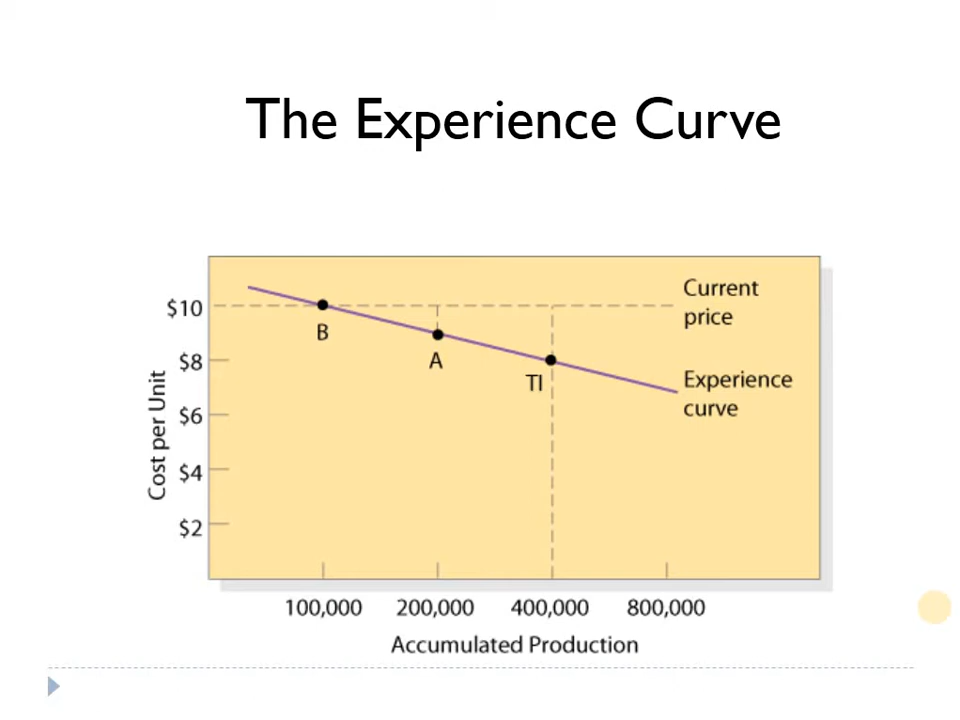 The Experience Curve
Current
price
$10
B
A
$8
TI
Experience
curve
$6
Cost per Unit
$4
$2
100,000 200,000 400,000 800,000
Accumulated Production